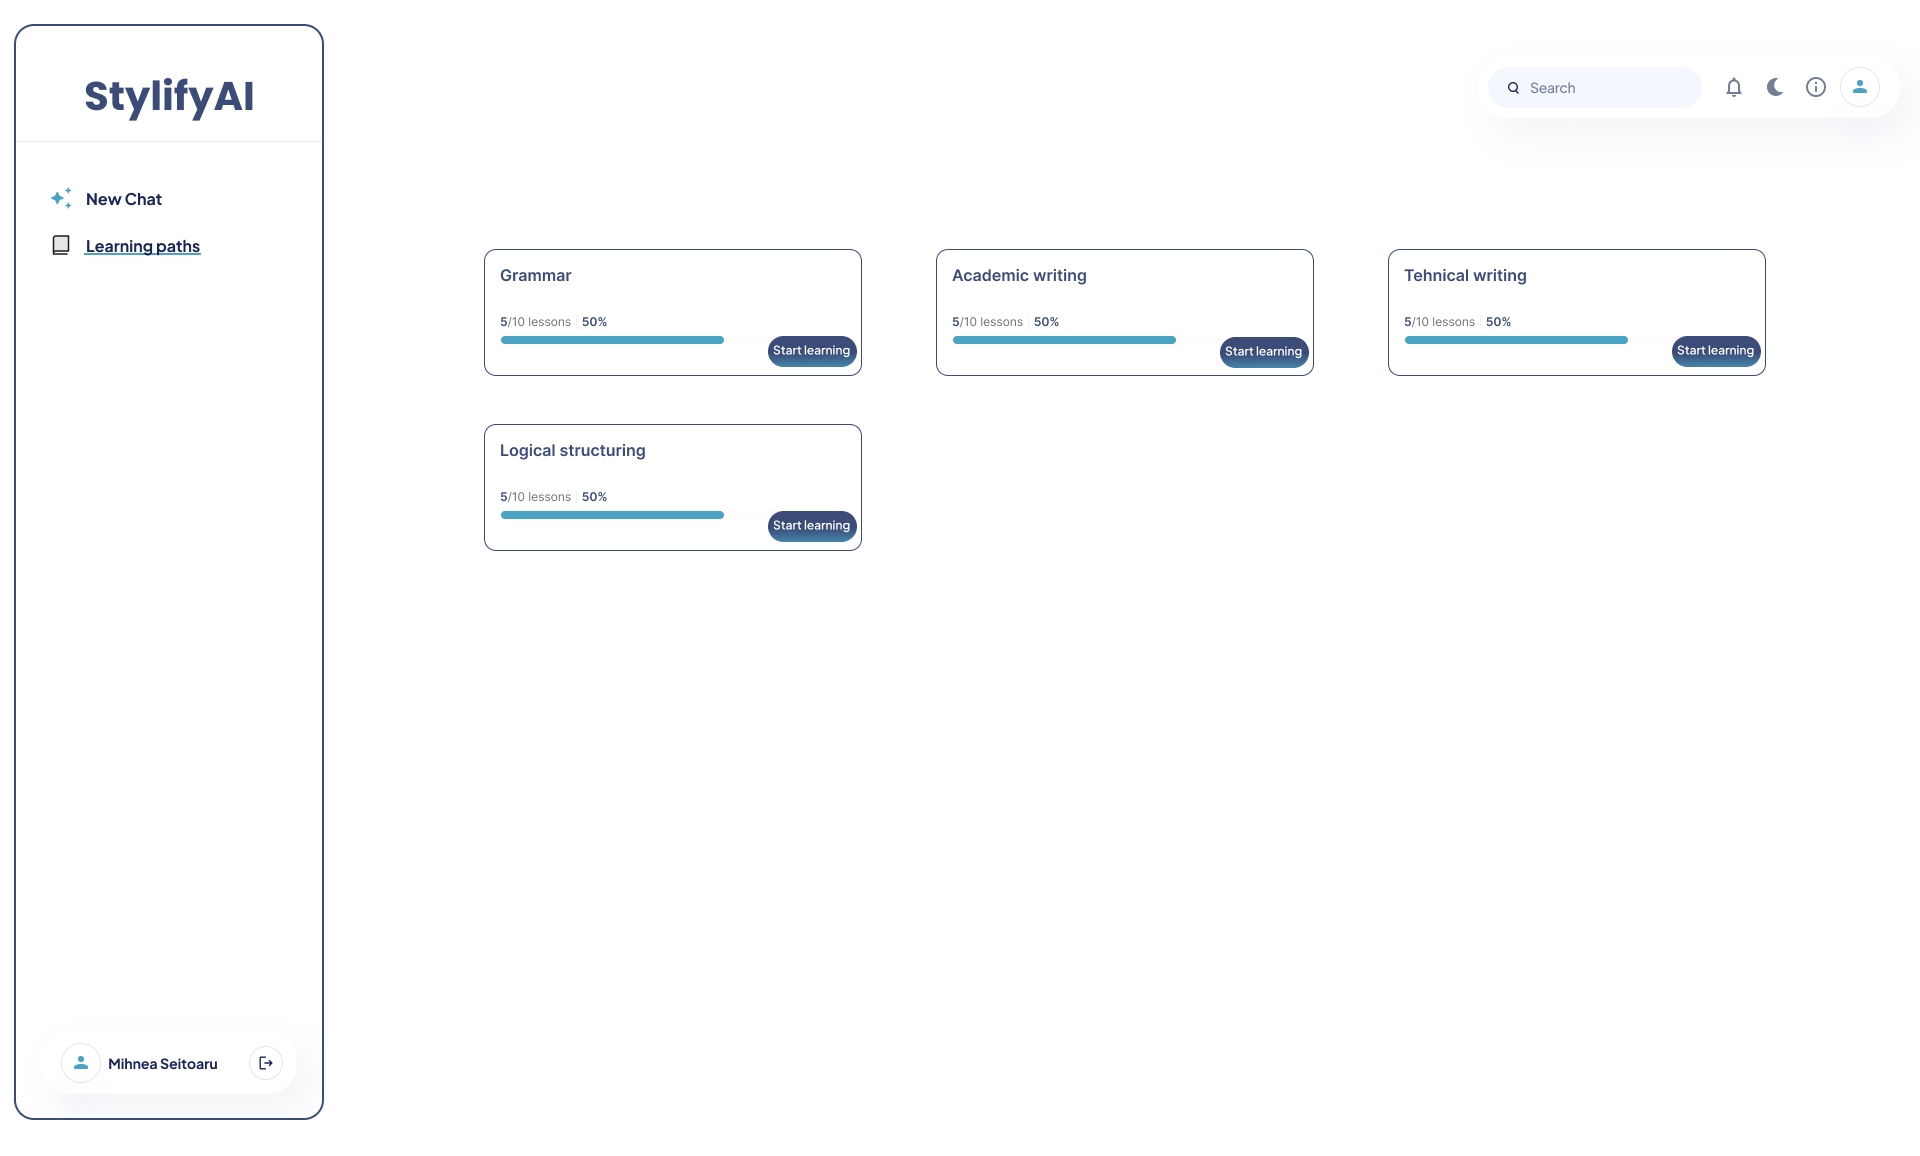 StylifyAI
New Chat
Learning paths
Mihnea Seitoaru
Search
Grammar
5/10 lessons 50%
Start learning
Academic writing
5/10 lessons 50%
Start learning
Tehnical writing
5/10 lessons 50%
Start learning
Logical structuring
5/10 lessons 50%
Start learning